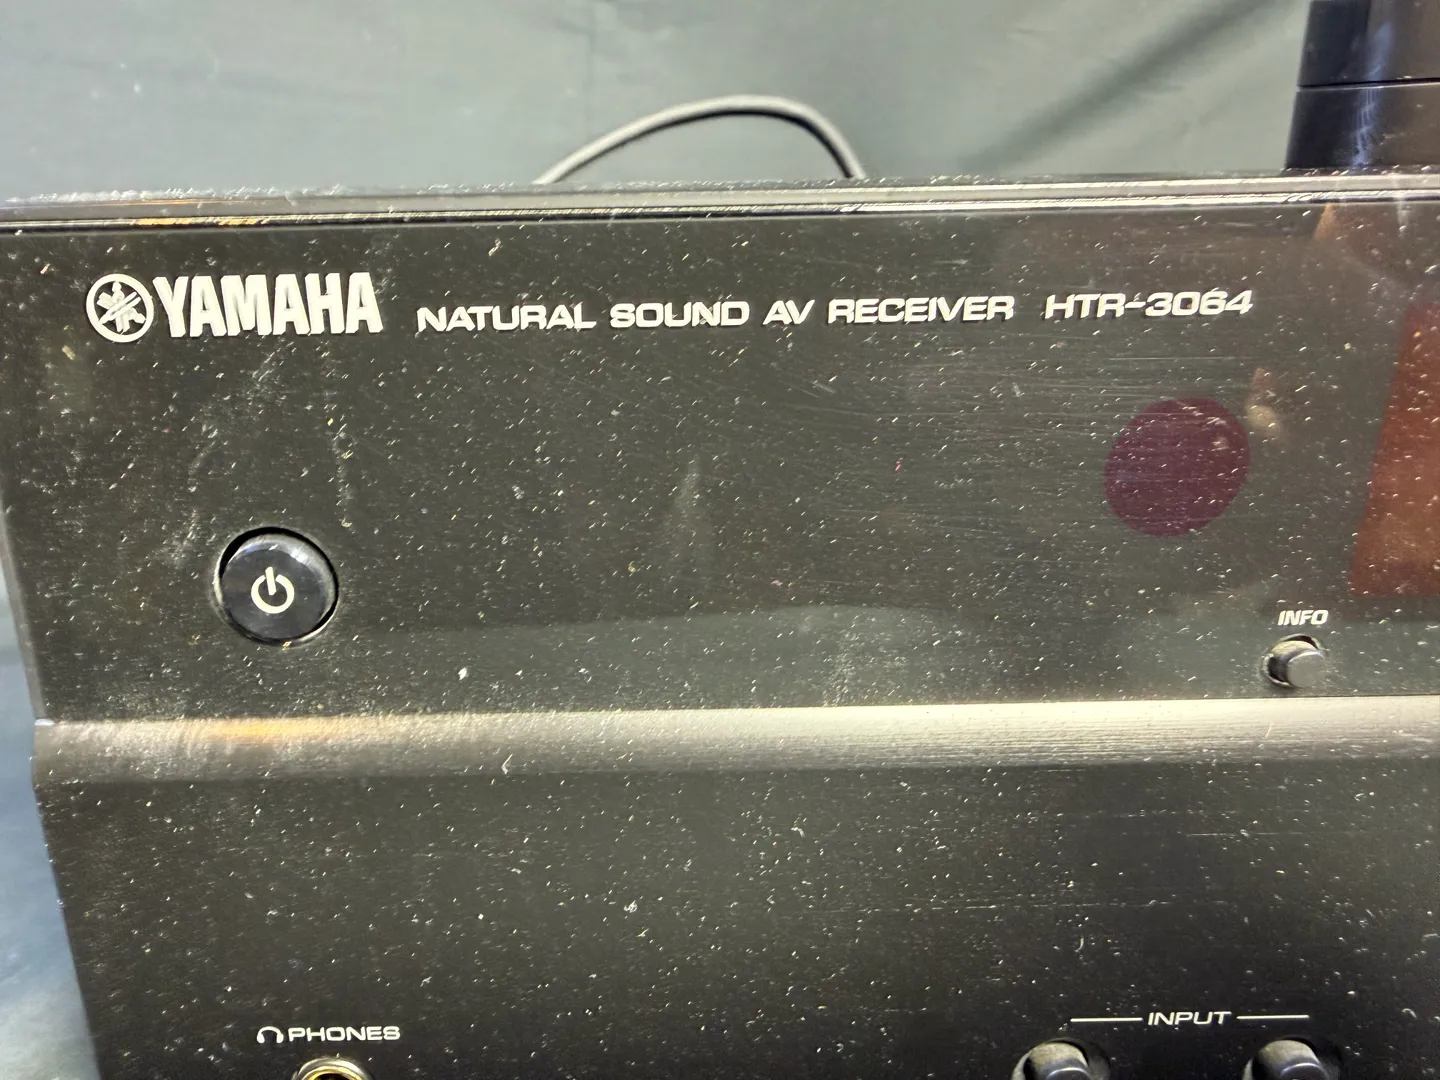 YAMAHA NATURAL SOUND AV RECEIVER HTR-3064
INFO
PHONES
INPUT